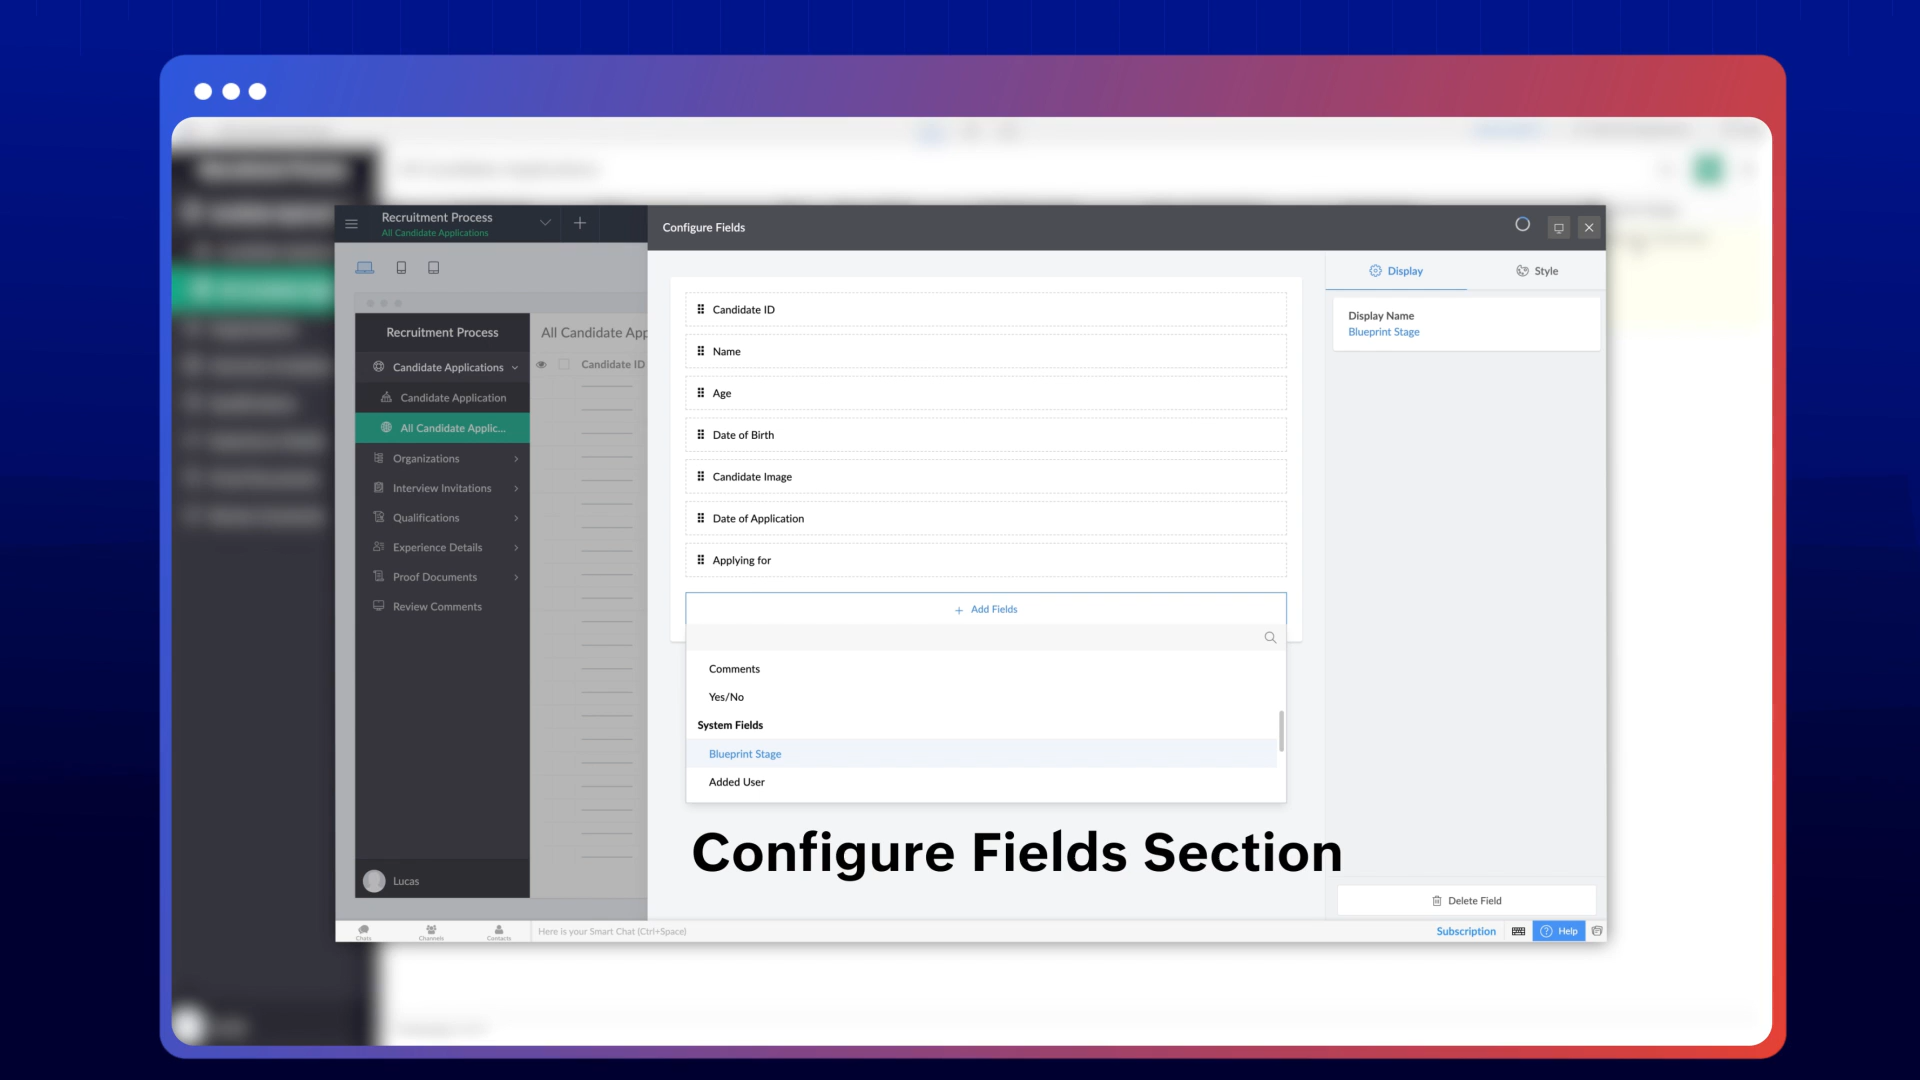 Recruitment Process
All Candidate Applications
Configure Fields
Recruitment Process
Candidate Applications
Candidate Application
All Candidate Applic...
Organizations
Interview Invitations
Qualifications
Experience Details
Proof Documents
Review Comments
Lucas
All Candidate App
Candidate ID
Candidate ID
Name
Age
Date of Birth
Candidate Image
Date of Application
Applying for
+ Add Fields
Comments
Yes/No
System Fields
Blueprint Stage
Added User
Configure Fields Section
Display
Style
Display Name
Blueprint Stage
Delete Field
Chats
Channels
Contacts
Here is your Smart Chat (Ctrl+Space)
Subscription
Help